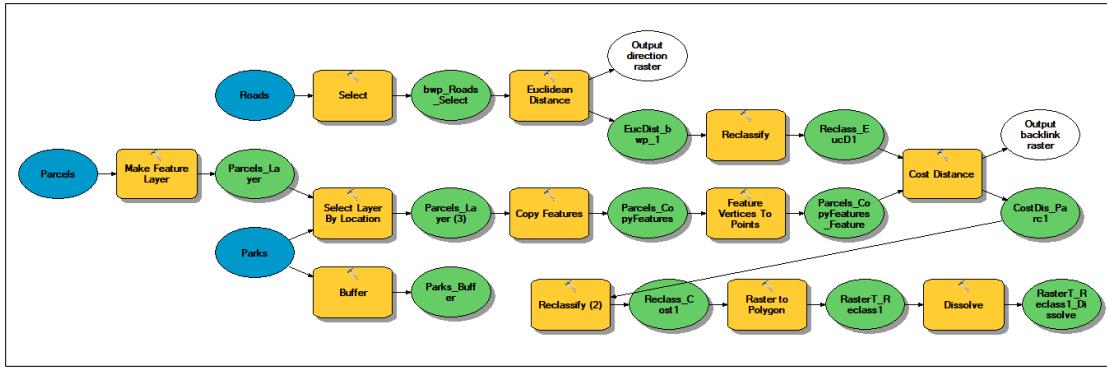 Output
direction
raster
Roads
Select
bwp_Roads
_Select
Euclidean
Distance
EucDist_b
wp_1
Reclassify
Reclass_E
ucD1
Output
backlink
raster
Parcels
Make Feature
Layer
Parcels_La
yer
Cost Distance
Select Layer
By Location
Parcels_La
yer (3)
Copy Features
Parcels_Co
pyFeatures
Feature
Vertices To
Points
Parcels_Co
pyFeatures
_Feature
CostDis_Pa
rc1
Parks
Buffer
Parks_Buff
er
Reclassify (2)
Reclass_C
ost1
Raster to
Polygon
RasterT_R
eclass1
Dissolve
RasterT_R
eclass1_Di
ssolve